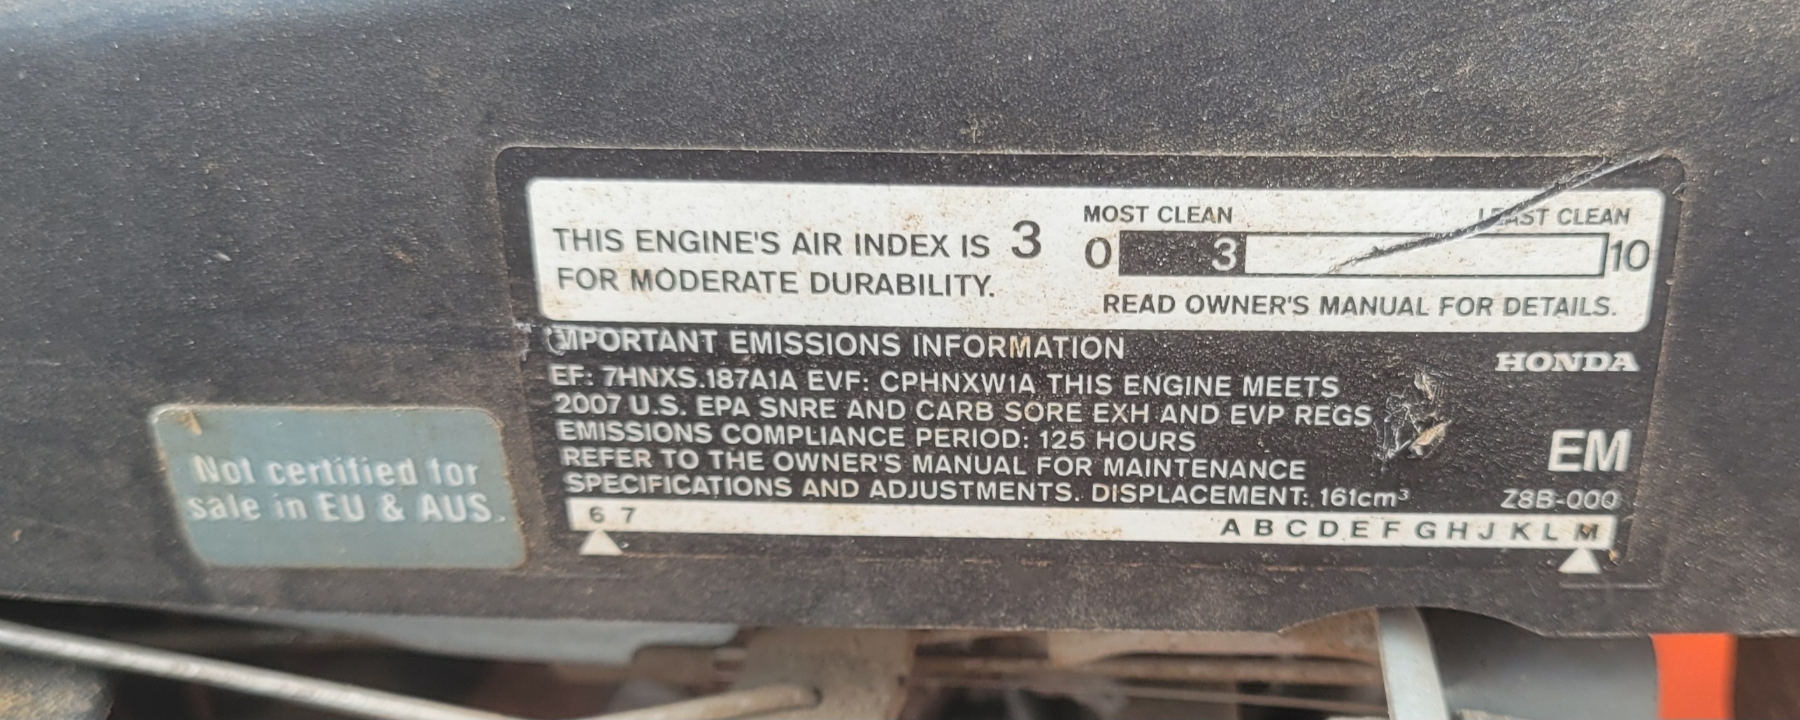 THIS ENGINE'S AIR INDEX IS 3
FOR MODERATE DURABILITY.
MOST CLEAN LEAST CLEAN
0 3 10
READ OWNER'S MANUAL FOR DETAILS.
IMPORTANT EMISSIONS INFORMATION
HONDA
EF: 7HNXS.187A1A EVF: CPHNXW1A THIS ENGINE MEETS
2007 U.S. EPA SNRE AND CARB SORE EXH AND EVP REGS
EMISSIONS COMPLIANCE PERIOD: 125 HOURS
REFER TO THE OWNER'S MANUAL FOR MAINTENANCE
SPECIFICATIONS AND ADJUSTMENTS. DISPLACEMENT: 161cm³
EM
Z8B-000
6 7 A B C D E F G H J K L M
Not certified for
sale in EU & AUS.